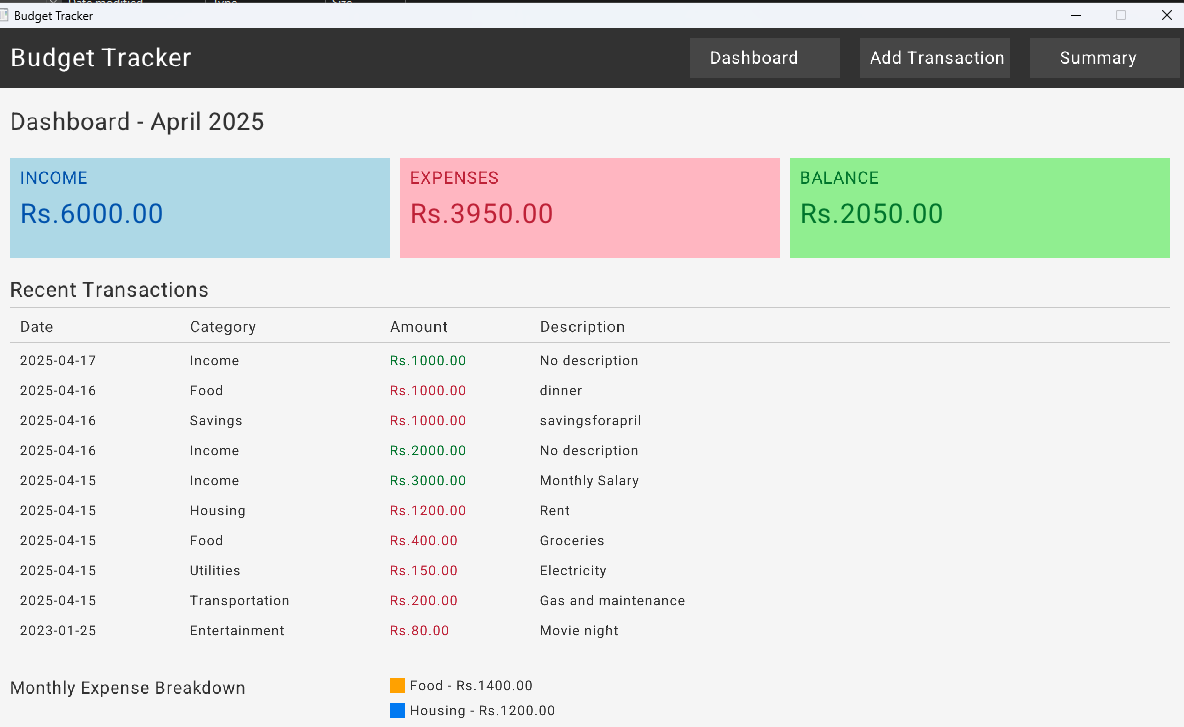 Budget Tracker
Budget Tracker Dashboard Add Transaction Summary
Dashboard - April 2025
INCOME EXPENSES BALANCE
Rs.6000.00 Rs.3950.00 Rs.2050.00
Recent Transactions
Date Category Amount Description
2025-04-17 Income Rs.1000.00 No description
2025-04-16 Food Rs.1000.00 dinner
2025-04-16 Savings Rs.1000.00 savingsforapril
2025-04-16 Income Rs.2000.00 No description
2025-04-15 Income Rs.3000.00 Monthly Salary
2025-04-15 Housing Rs.1200.00 Rent
2025-04-15 Food Rs.400.00 Groceries
2025-04-15 Utilities Rs.150.00 Electricity
2025-04-15 Transportation Rs.200.00 Gas and maintenance
2023-01-25 Entertainment Rs.80.00 Movie night
Monthly Expense Breakdown Food - Rs.1400.00
Housing - Rs.1200.00